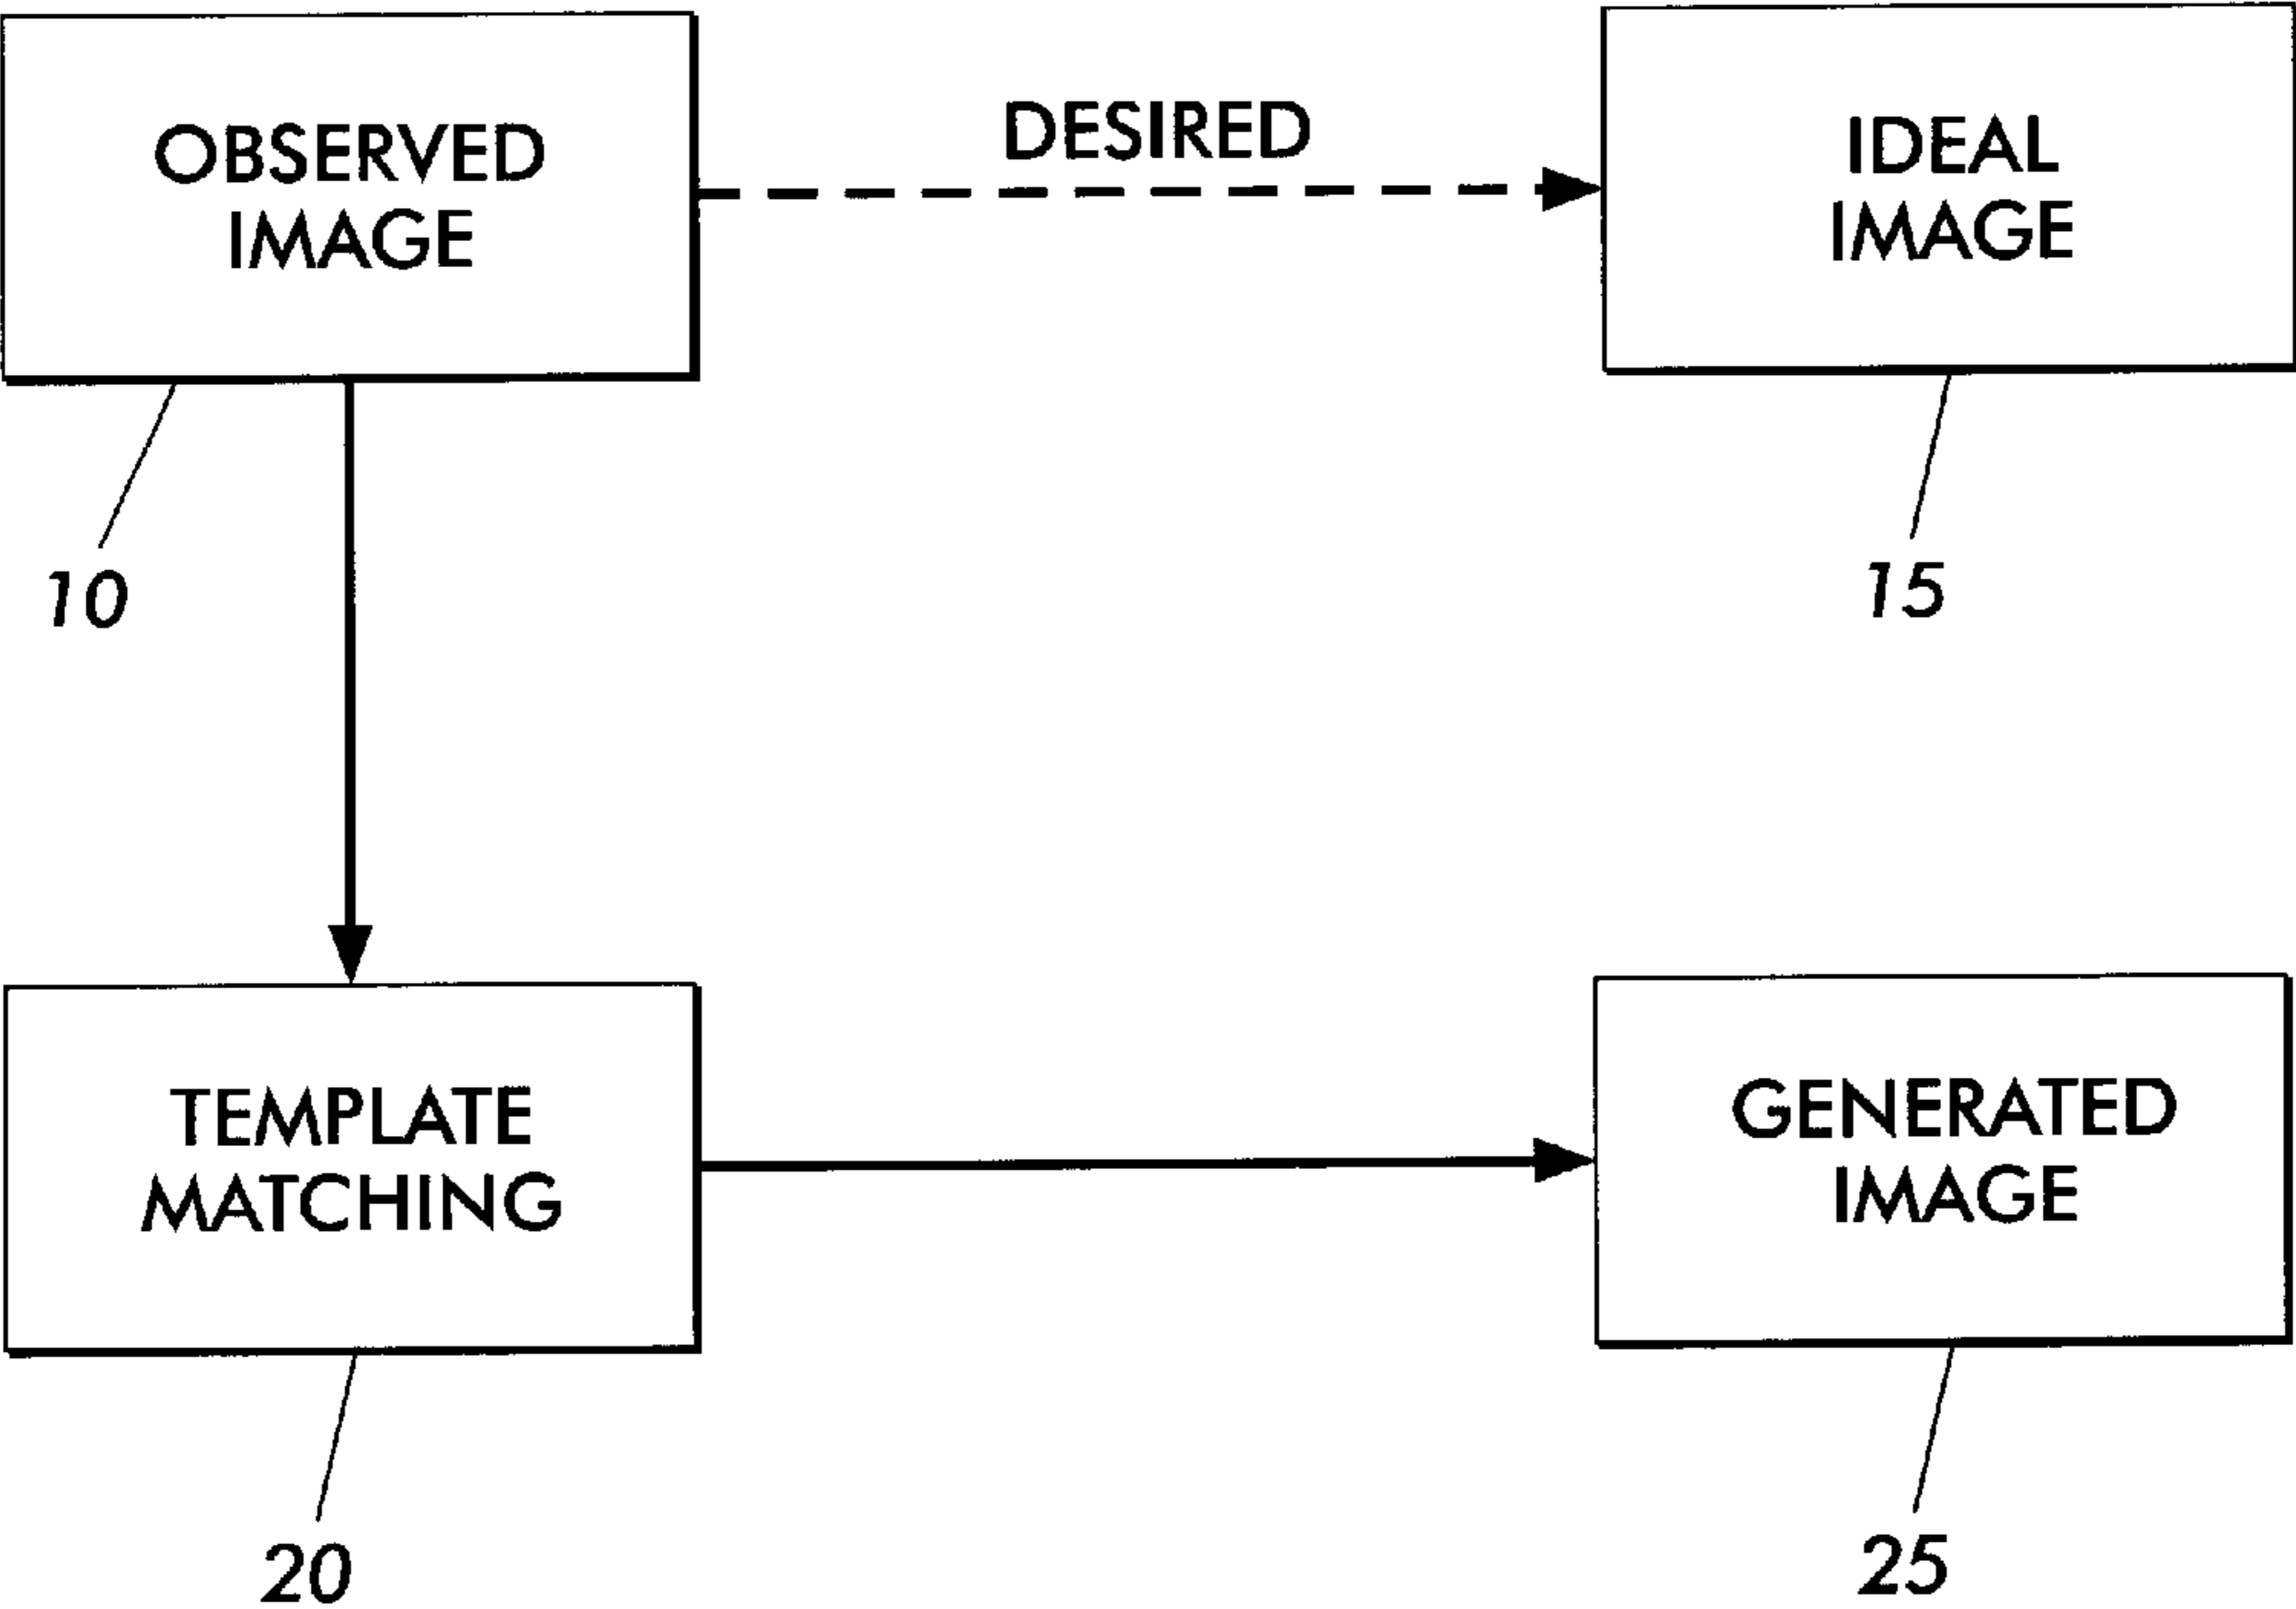 OBSERVED
IMAGE
DESIRED
IDEAL
IMAGE
10
15
TEMPLATE
MATCHING
GENERATED
IMAGE
20
25